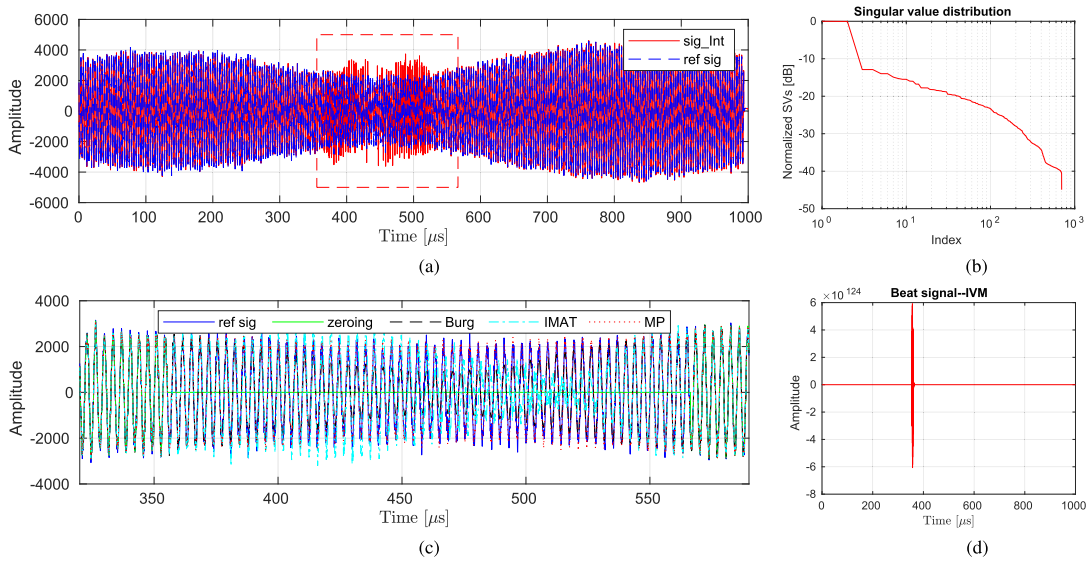 6000
4000
2000
0
-2000
-4000
-6000
Amplitude
sig_Int
ref sig
0 100 200 300 400 500 600 700 800 900 1000
Time [μs]
(a)
Singular value distribution
0
-10
-20
-30
-40
-50
Normalized SVs [dB]
10^0 10^1 10^2 10^3
Index
(b)
4000
2000
0
-2000
-4000
Amplitude
ref sig zeroing Burg IMAT MP
350 400 450 500 550
Time [μs]
(c)
×10^124
Beat signal--IVM
6
4
2
0
-2
-4
-6
-8
Amplitude
0 200 400 600 800 1000
Time [μs]
(d)